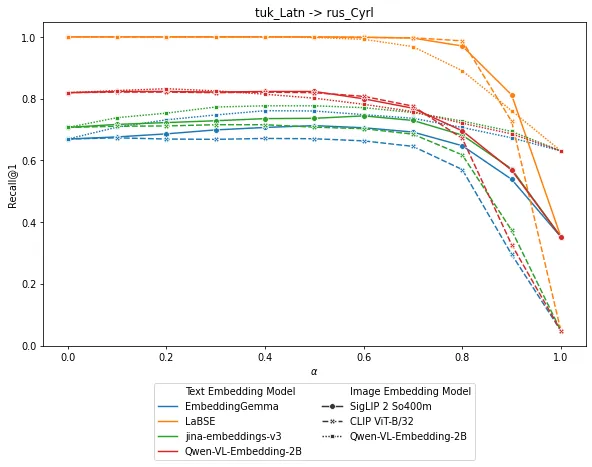 tuk_Latn -> rus_Cyrl
Recall@1
1.0
0.8
0.6
0.4
0.2
0.0
0.0 0.2 0.4 0.6 0.8 1.0
α
Text Embedding Model
EmbeddingGemma
LaBSE
jina-embeddings-v3
Qwen-VL-Embedding-2B
Image Embedding Model
SigLIP 2 So400m
CLIP ViT-B/32
Qwen-VL-Embedding-2B